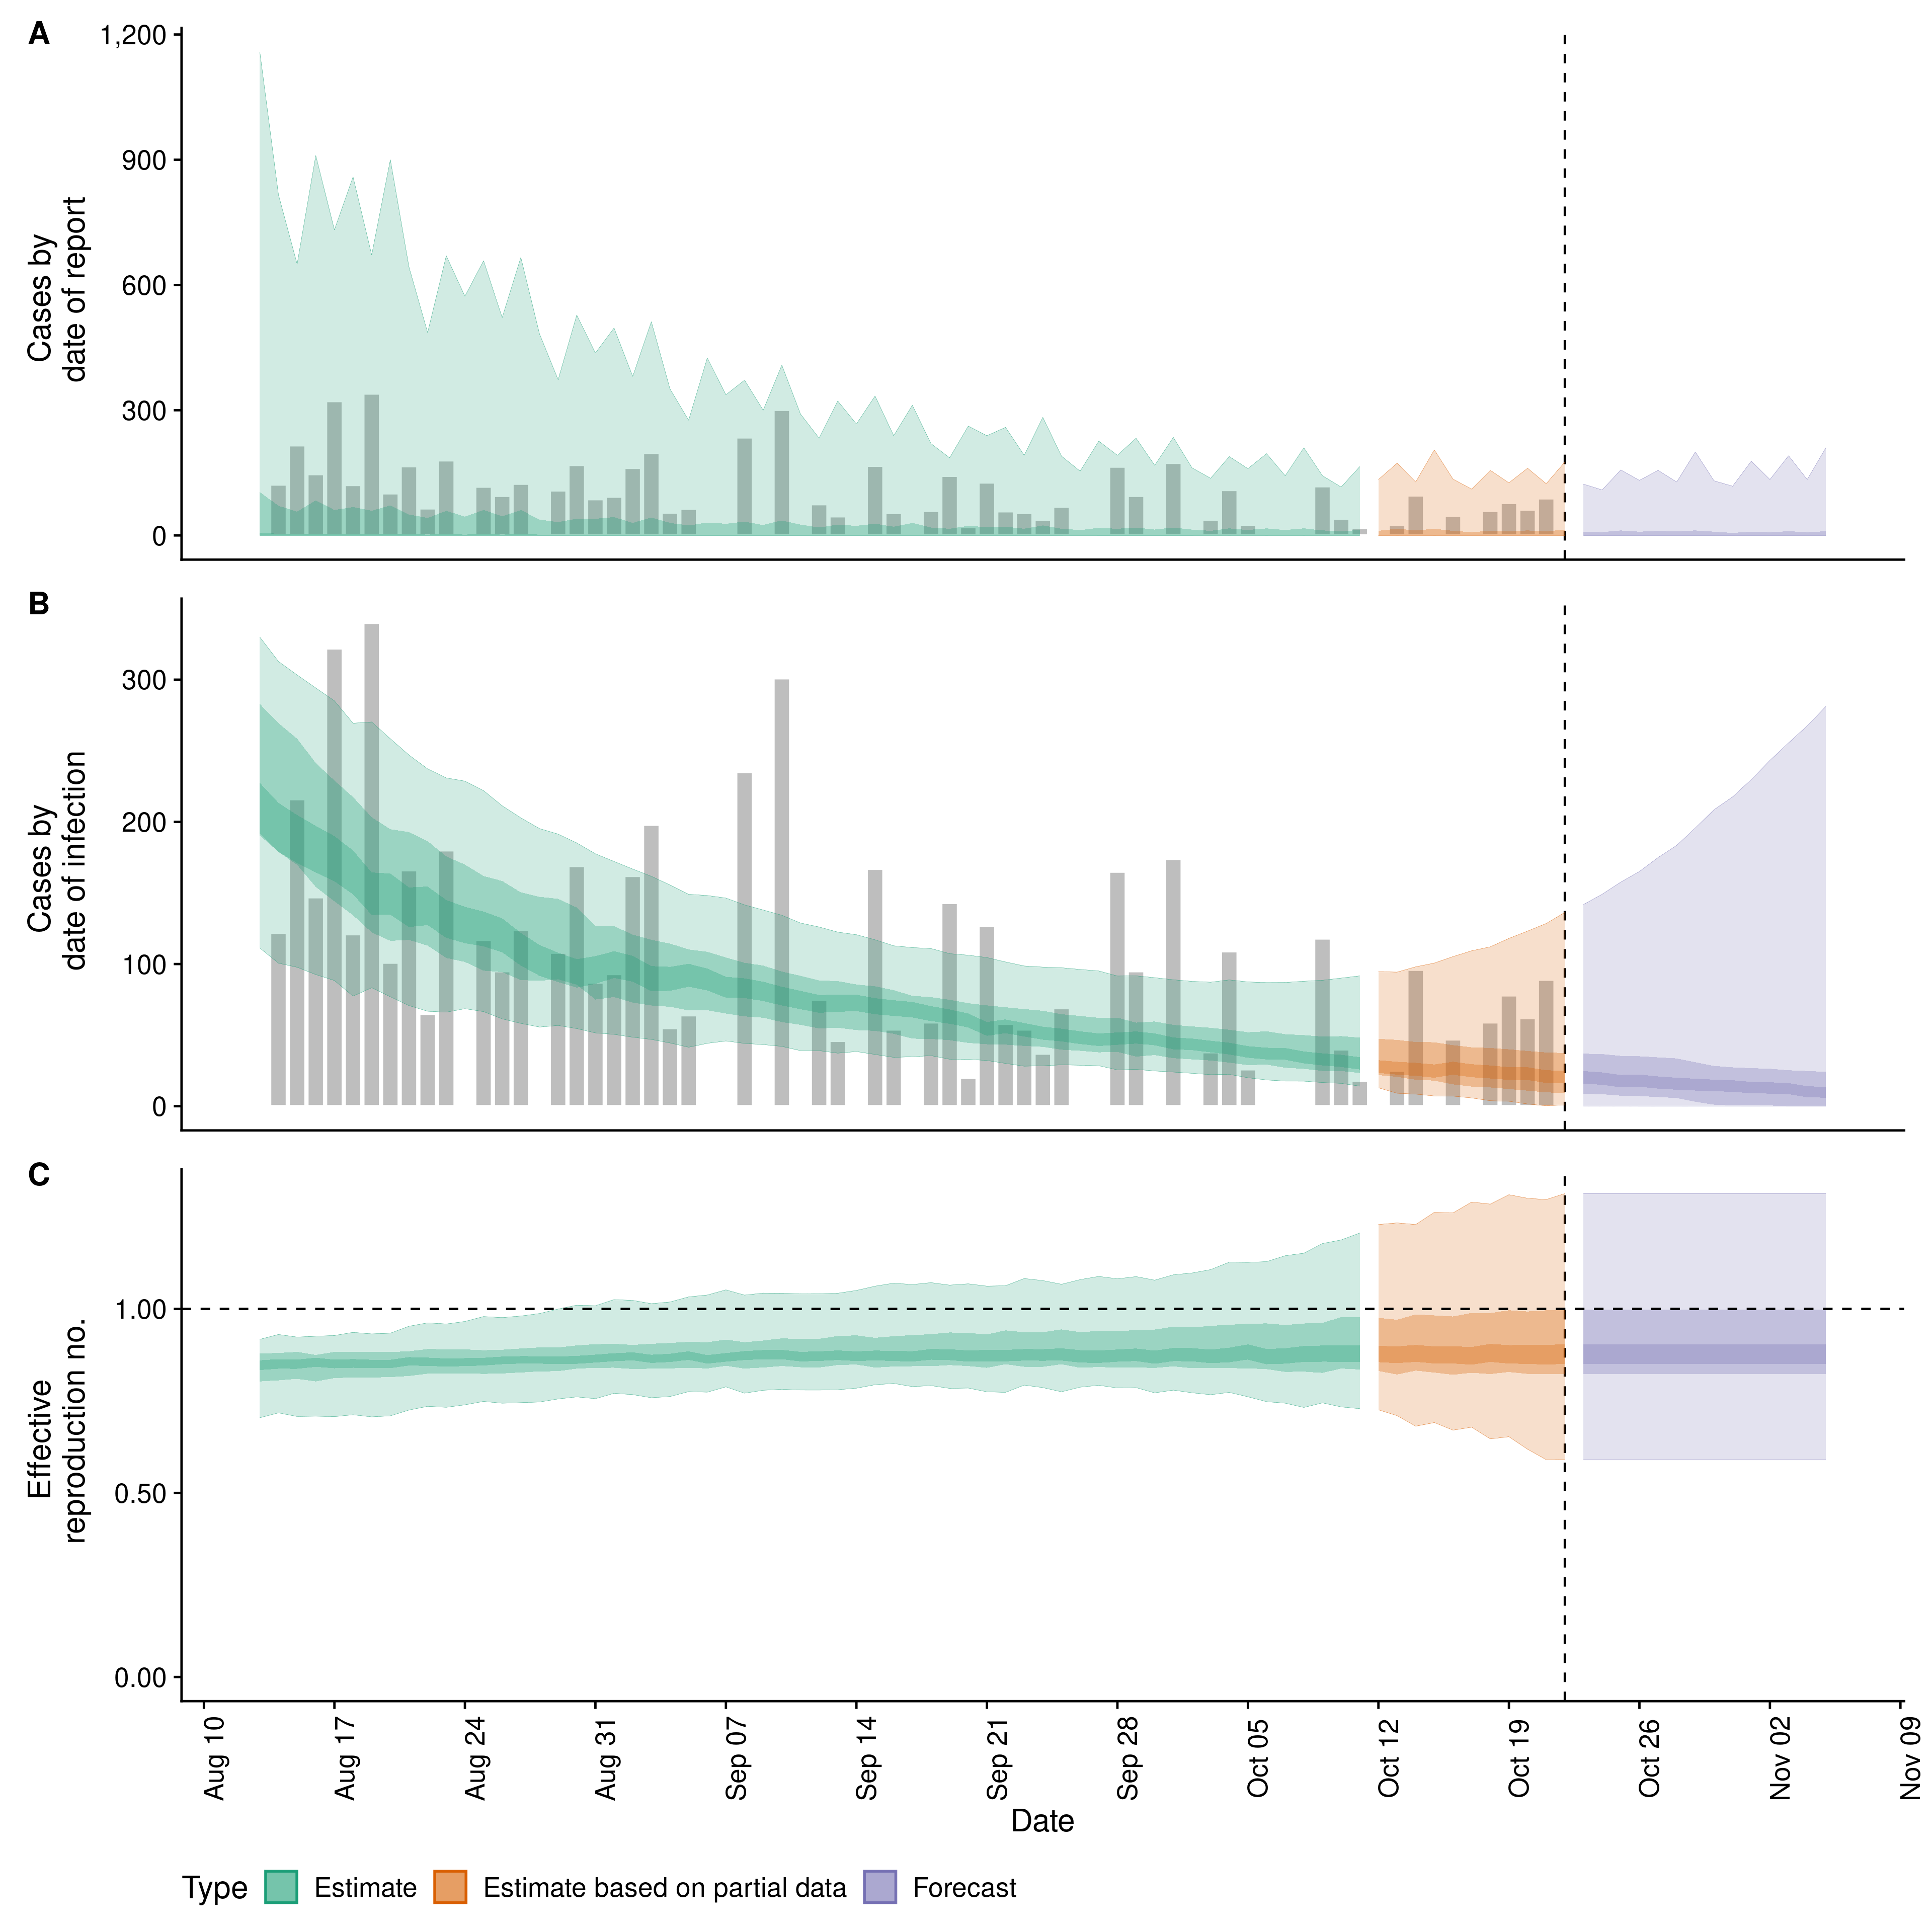 A
1,200
900
600
300
0
Cases by
date of report
B
300
200
100
0
Cases by
date of infection
C
1.00
0.50
0.00
Effective
reproduction no.
Aug 10
Aug 17
Aug 24
Aug 31
Sep 07
Sep 14
Sep 21
Sep 28
Oct 05
Oct 12
Oct 19
Oct 26
Nov 02
Nov 09
Date
Type Estimate Estimate based on partial data Forecast